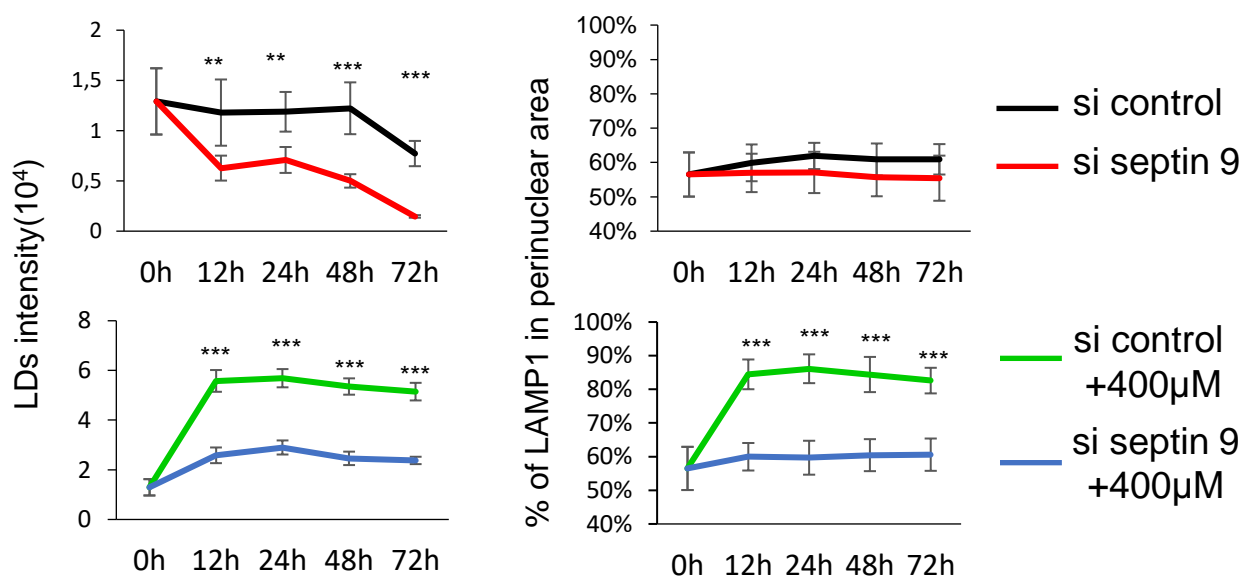 LDs intensity(10⁴)
2
1,5
1
0,5
0
** ** *** ***
0h 12h 24h 48h 72h
8
6
4
2
0
*** *** *** ***
0h 12h 24h 48h 72h
% of LAMP1 in perinuclear area
100%
90%
80%
70%
60%
50%
40%
0h 12h 24h 48h 72h
100%
90%
80%
70%
60%
50%
40%
*** *** *** ***
0h 12h 24h 48h 72h
si control
si septin 9
si control
+400µM
si septin 9
+400µM